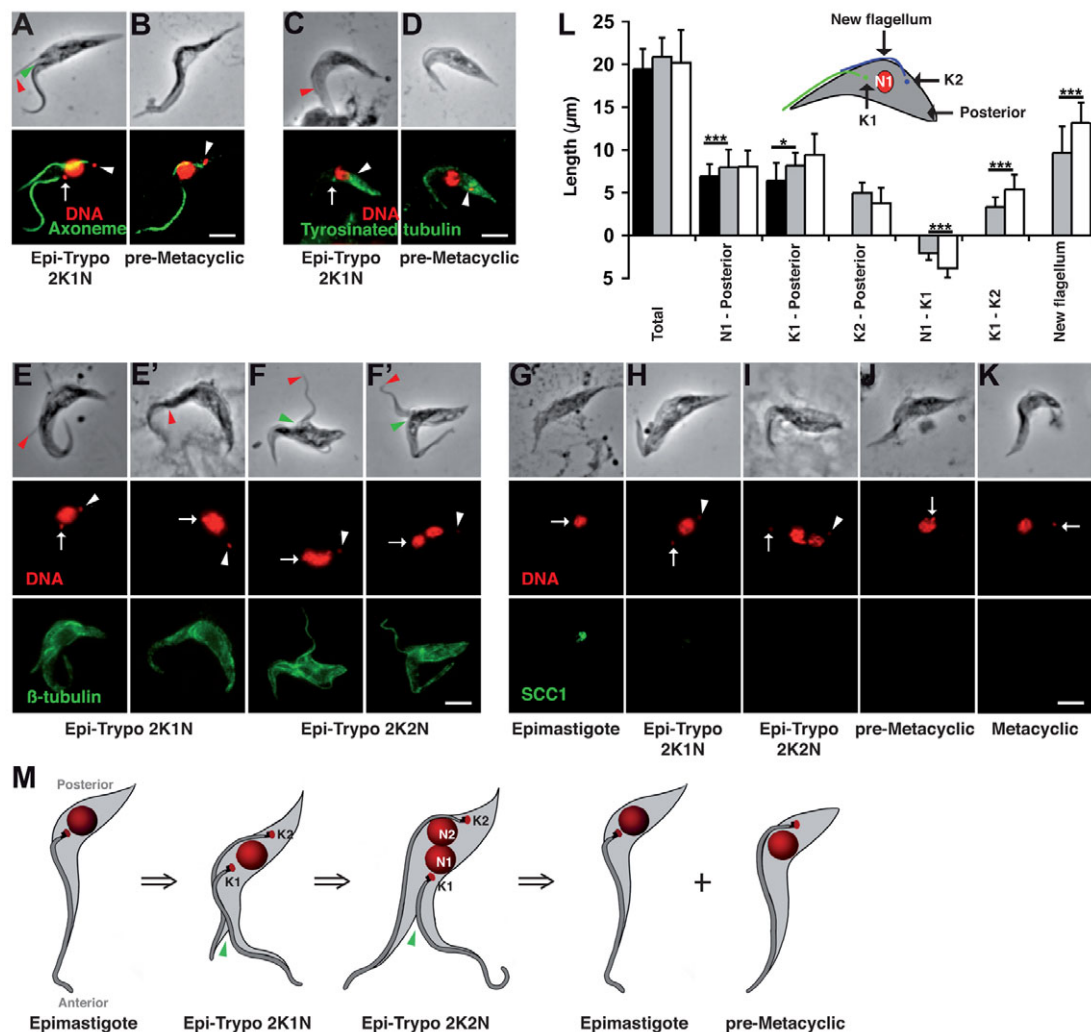 A
B
C
D
L
DNA
Axoneme
DNA
Tyrosinated tubulin
Epi-Trypo
2K1N
pre-Metacyclic
Epi-Trypo
2K1N
pre-Metacyclic
Length (µm)
25
20
15
10
5
0
5
New flagellum
N1
K2
K1
Posterior
***
*
***
***
***
Total
N1 - Posterior
K1 - Posterior
K2 - Posterior
N1 - K1
K1 - K2
New flagellum
E
E'
F
F'
G
H
I
J
K
DNA
DNA
ß-tubulin
SCC1
Epi-Trypo 2K1N
Epi-Trypo 2K2N
Epimastigote
Epi-Trypo
2K1N
Epi-Trypo
2K2N
pre-Metacyclic
Metacyclic
M
Posterior
K2
K1
K2
N2
N1
K1
+
Anterior
Epimastigote
Epi-Trypo 2K1N
Epi-Trypo 2K2N
Epimastigote
pre-Metacyclic